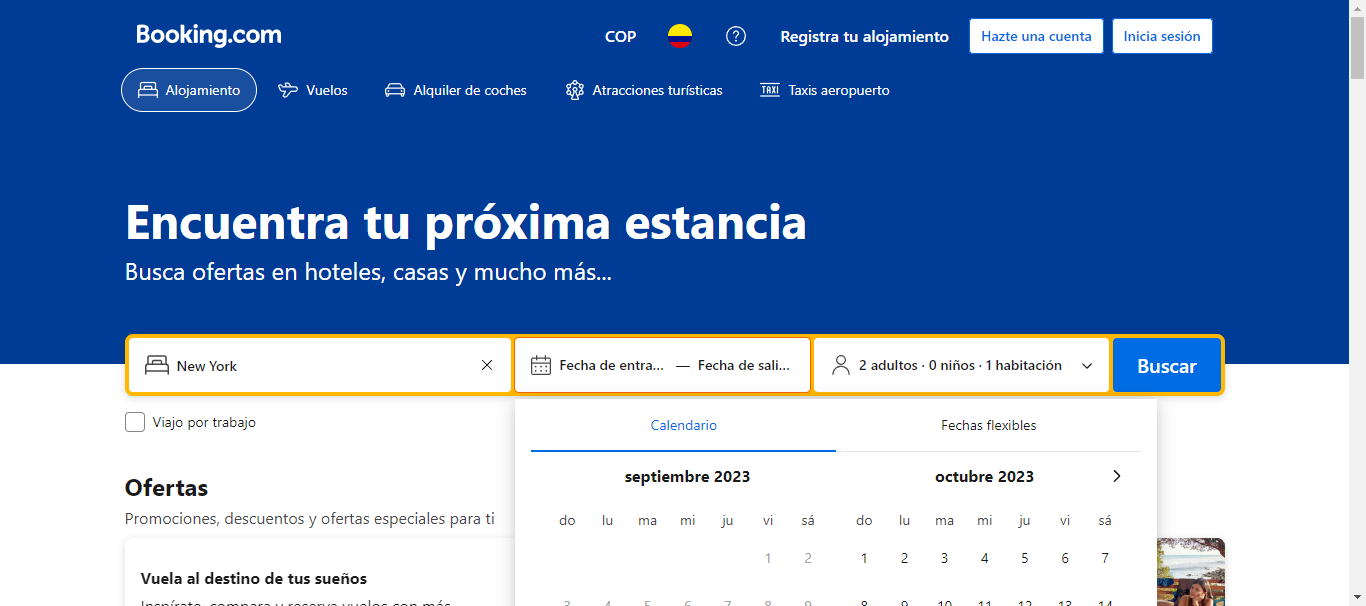 Booking.com
COP
Registra tu alojamiento
Hazte una cuenta
Inicia sesión
Alojamiento
Vuelos
Alquiler de coches
Atracciones turísticas
TAXI Taxis aeropuerto
Encuentra tu próxima estancia
Busca ofertas en hoteles, casas y mucho más...
New York
Fecha de entra... — Fecha de sali...
2 adultos · 0 niños · 1 habitación
Buscar
Viajo por trabajo
Ofertas
Promociones, descuentos y ofertas especiales para ti
Vuela al destino de tus sueños
Inspírate, compara y reserva vuelos con más
Calendario
Fechas flexibles
septiembre 2023
do lu ma mi ju vi sá
1 2
3 4 5 6 7 8 9
octubre 2023
do lu ma mi ju vi sá
1 2 3 4 5 6 7
8 9 10 11 12 13 14